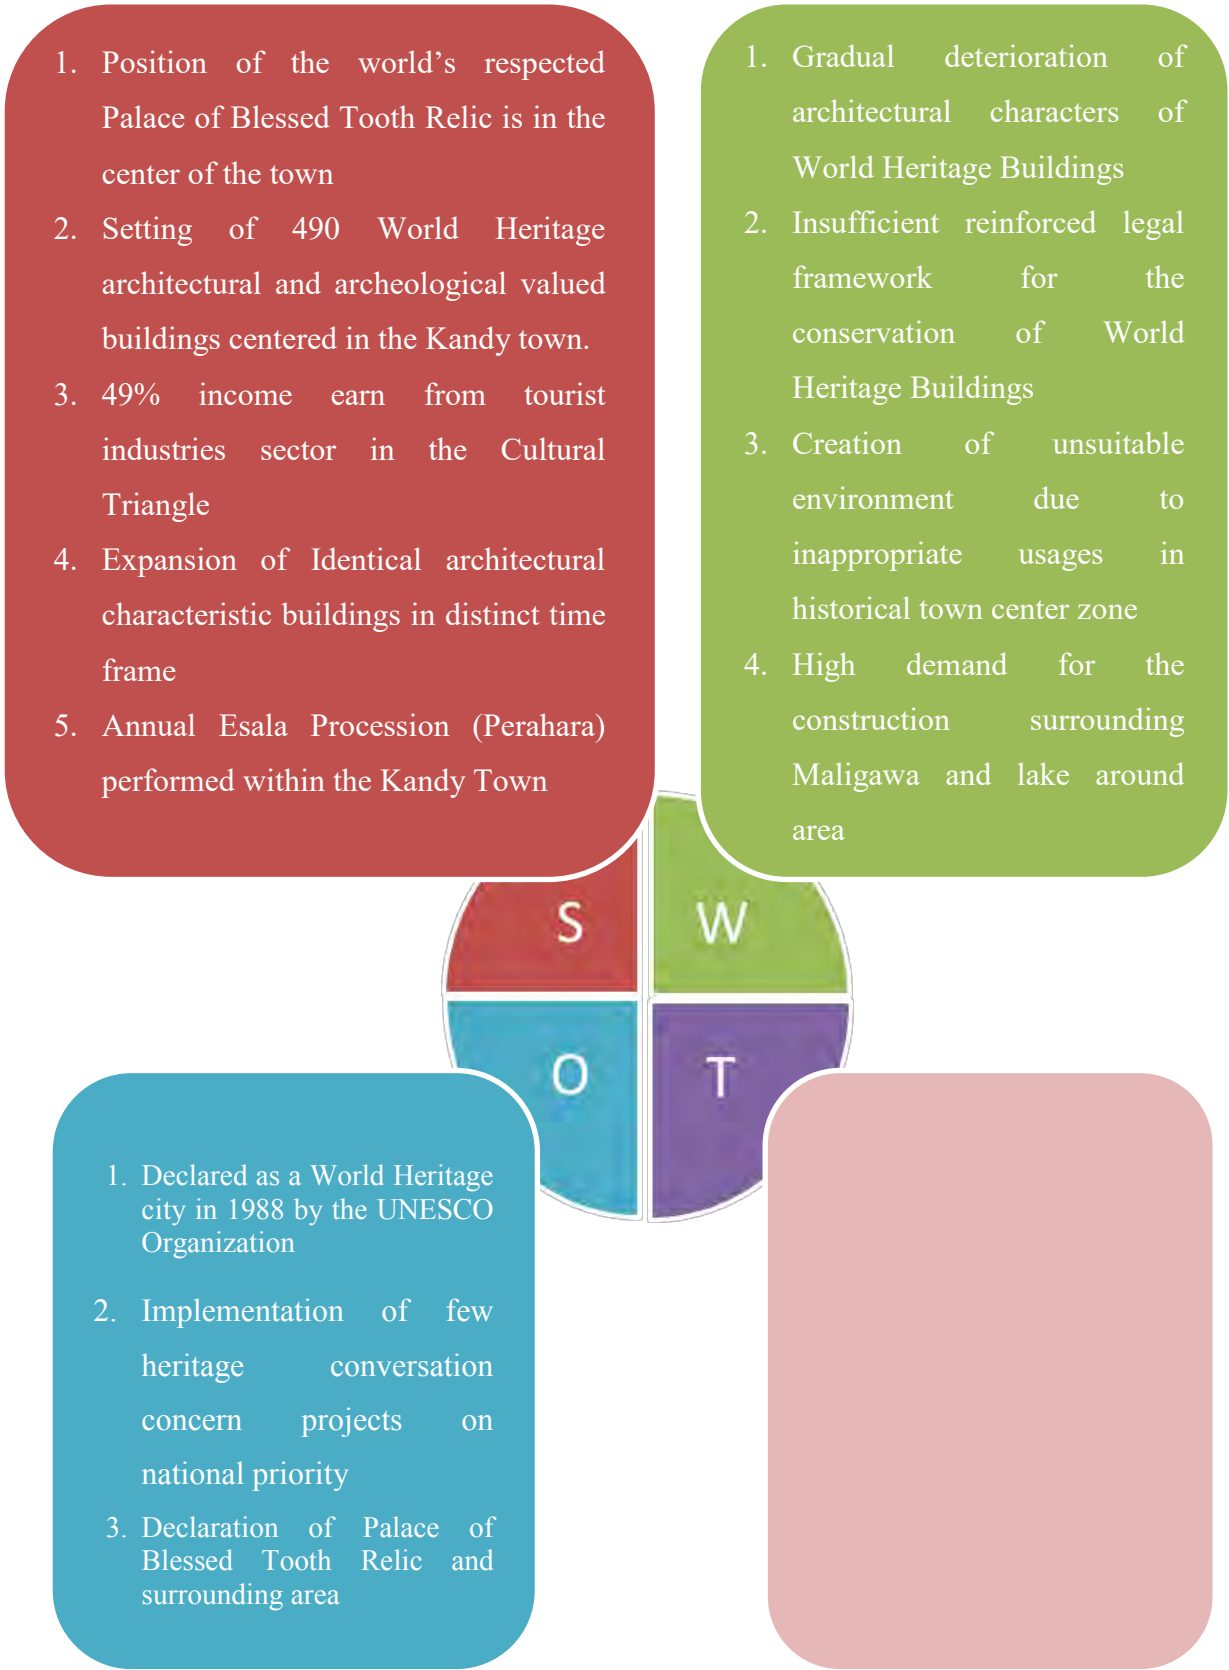 1. Position of the world’s respected
Palace of Blessed Tooth Relic is in the
center of the town
2. Setting of 490 World Heritage
architectural and archeological valued
buildings centered in the Kandy town.
3. 49% income earn from tourist
industries sector in the Cultural
Triangle
4. Expansion of Identical architectural
characteristic buildings in distinct time
frame
5. Annual Esala Procession (Perahara)
performed within the Kandy Town
1. Gradual deterioration of
architectural characters of
World Heritage Buildings
2. Insufficient reinforced legal
framework for the
conservation of World
Heritage Buildings
3. Creation of unsuitable
environment due to
inappropriate usages in
historical town center zone
4. High demand for the
construction surrounding
Maligawa and lake around
area
S
W
O
T
1. Declared as a World Heritage
city in 1988 by the UNESCO
Organization
2. Implementation of few
heritage conversation
concern projects on
national priority
3. Declaration of Palace of
Blessed Tooth Relic and
surrounding area